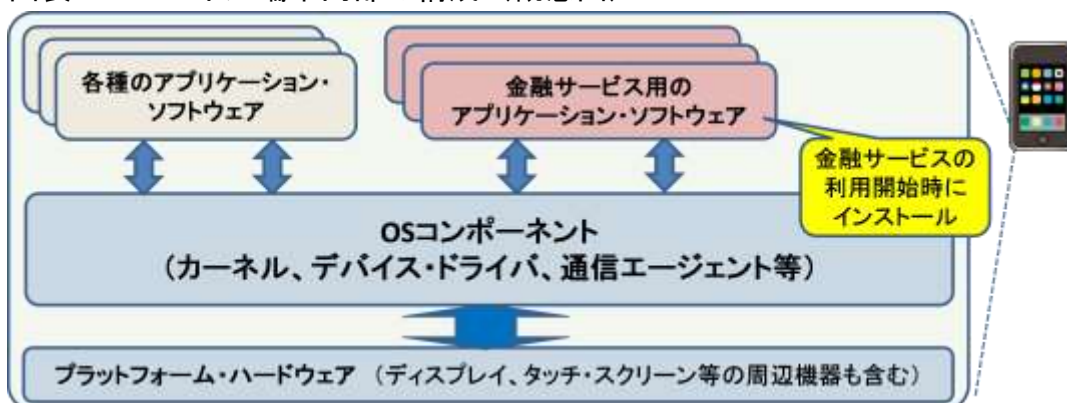 各種のアプリケーション・
ソフトウェア
金融サービス用の
アプリケーション・ソフトウェア
金融サービスの
利用開始時に
インストール
OSコンポーネント
(カーネル、デバイス・ドライバ、通信エージェント等)
プラットフォーム・ハードウェア (ディスプレイ、タッチ・スクリーン等の周辺機器も含む)